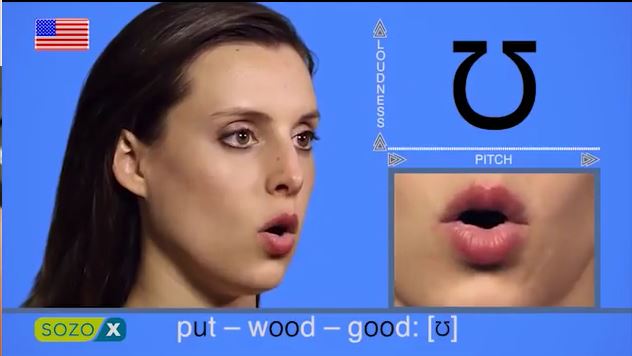 LOUDNESS
ʊ
PITCH
SOZO X
put – wood – good: [ʊ]